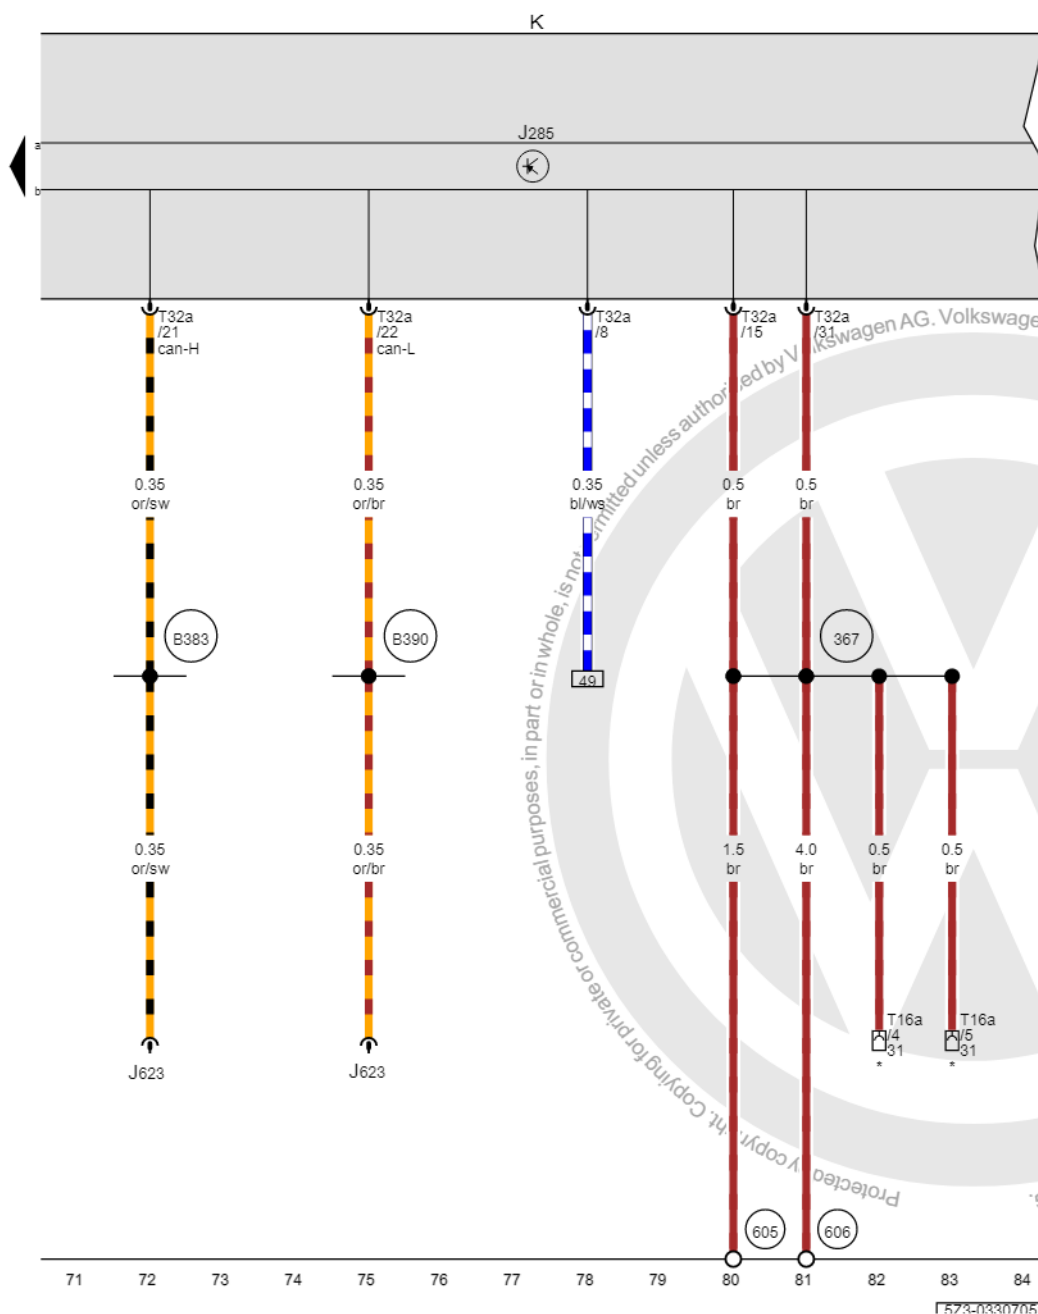 K
J285
a
b
T32a
/21
can-H
T32a
/22
can-L
T32a
/8
T32a
/15
T32a
/31
0.35
or/sw
0.35
or/br
0.35
bl/ws
0.5
br
0.5
br
B383
B390
49
367
0.35
or/sw
0.35
or/br
1.5
br
4.0
br
0.5
br
0.5
br
J623
J623
T16a
/4
31
*
T16a
/5
31
*
605
606
71 72 73 74 75 76 77 78 79 80 81 82 83 84
573-0330705
Protected by copyright. Copying for private or commercial purposes, in part or in whole, is not permitted unless authorised by Volkswagen AG. Volkswage